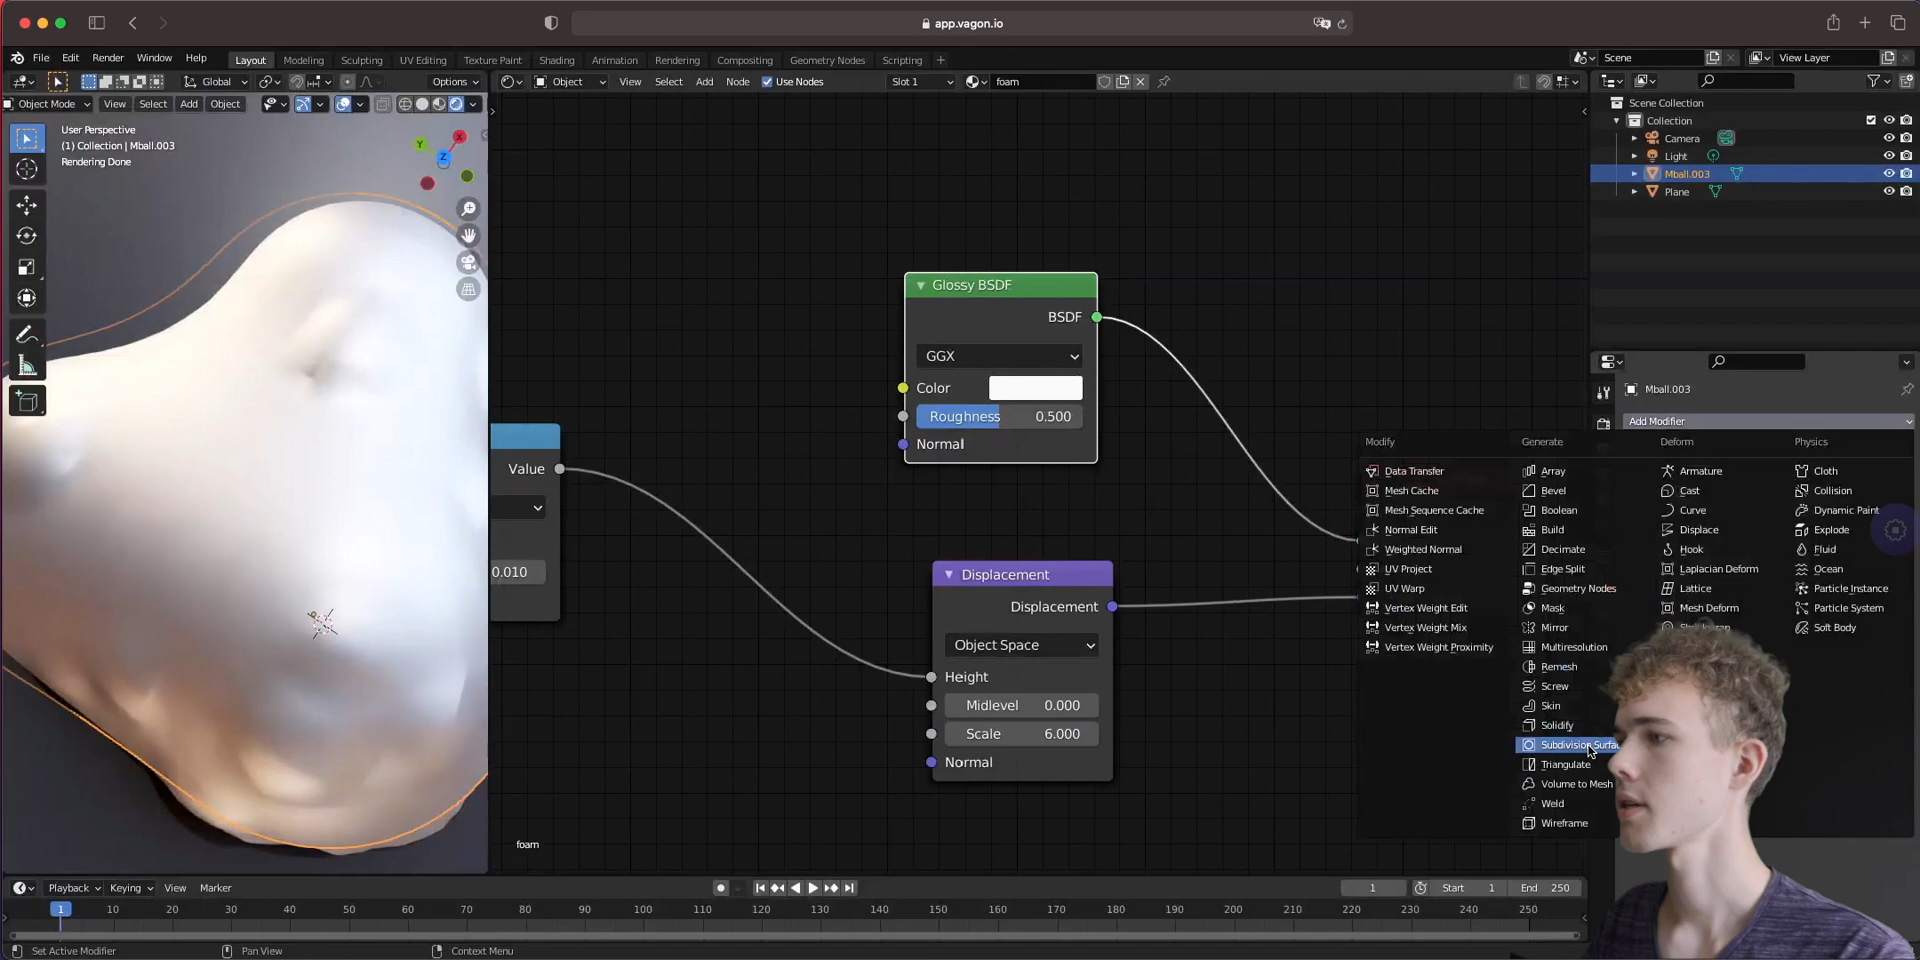 app.vagon.io
File Edit Render Window Help Layout Modeling Sculpting UV Editing Texture Paint Shading Animation Rendering Compositing Geometry Nodes Scripting + Scene View Layer
Global Options Object View Select Add Node Use Nodes Slot 1 foam
Object Mode View Select Add Object
User Perspective
(1) Collection | Mball.003
Rendering Done
X
Y
Z
Value
0.010
Glossy BSDF
BSDF
GGX
Color
Roughness 0.500
Normal
Displacement
Displacement
Object Space
Height
Midlevel 0.000
Scale 6.000
Normal
foam
Scene Collection
Collection
Camera
Light
Mball.003
Plane
Mball.003
Add Modifier
Modify Generate Deform Physics
Data Transfer Array Armature Cloth
Mesh Cache Bevel Cast Collision
Mesh Sequence Cache Boolean Curve Dynamic Paint
Normal Edit Build Displace Explode
Weighted Normal Decimate Hook Fluid
UV Project Edge Split Laplacian Deform Ocean
UV Warp Geometry Nodes Lattice Particle Instance
Vertex Weight Edit Mask Mesh Deform Particle System
Vertex Weight Mix Mirror Soft Body
Vertex Weight Proximity Multiresolution
Remesh
Screw
Skin
Solidify
Subdivision Surfac
Triangulate
Volume to Mesh
Weld
Wireframe
Playback Keying View Marker 1 Start 1 End 250
1 10 20 30 40 50 60 70 80 90 100 110 120 130 140 150 160 170 180 190 200 210 220 230 240 250
Set Active Modifier Pan View Context Menu